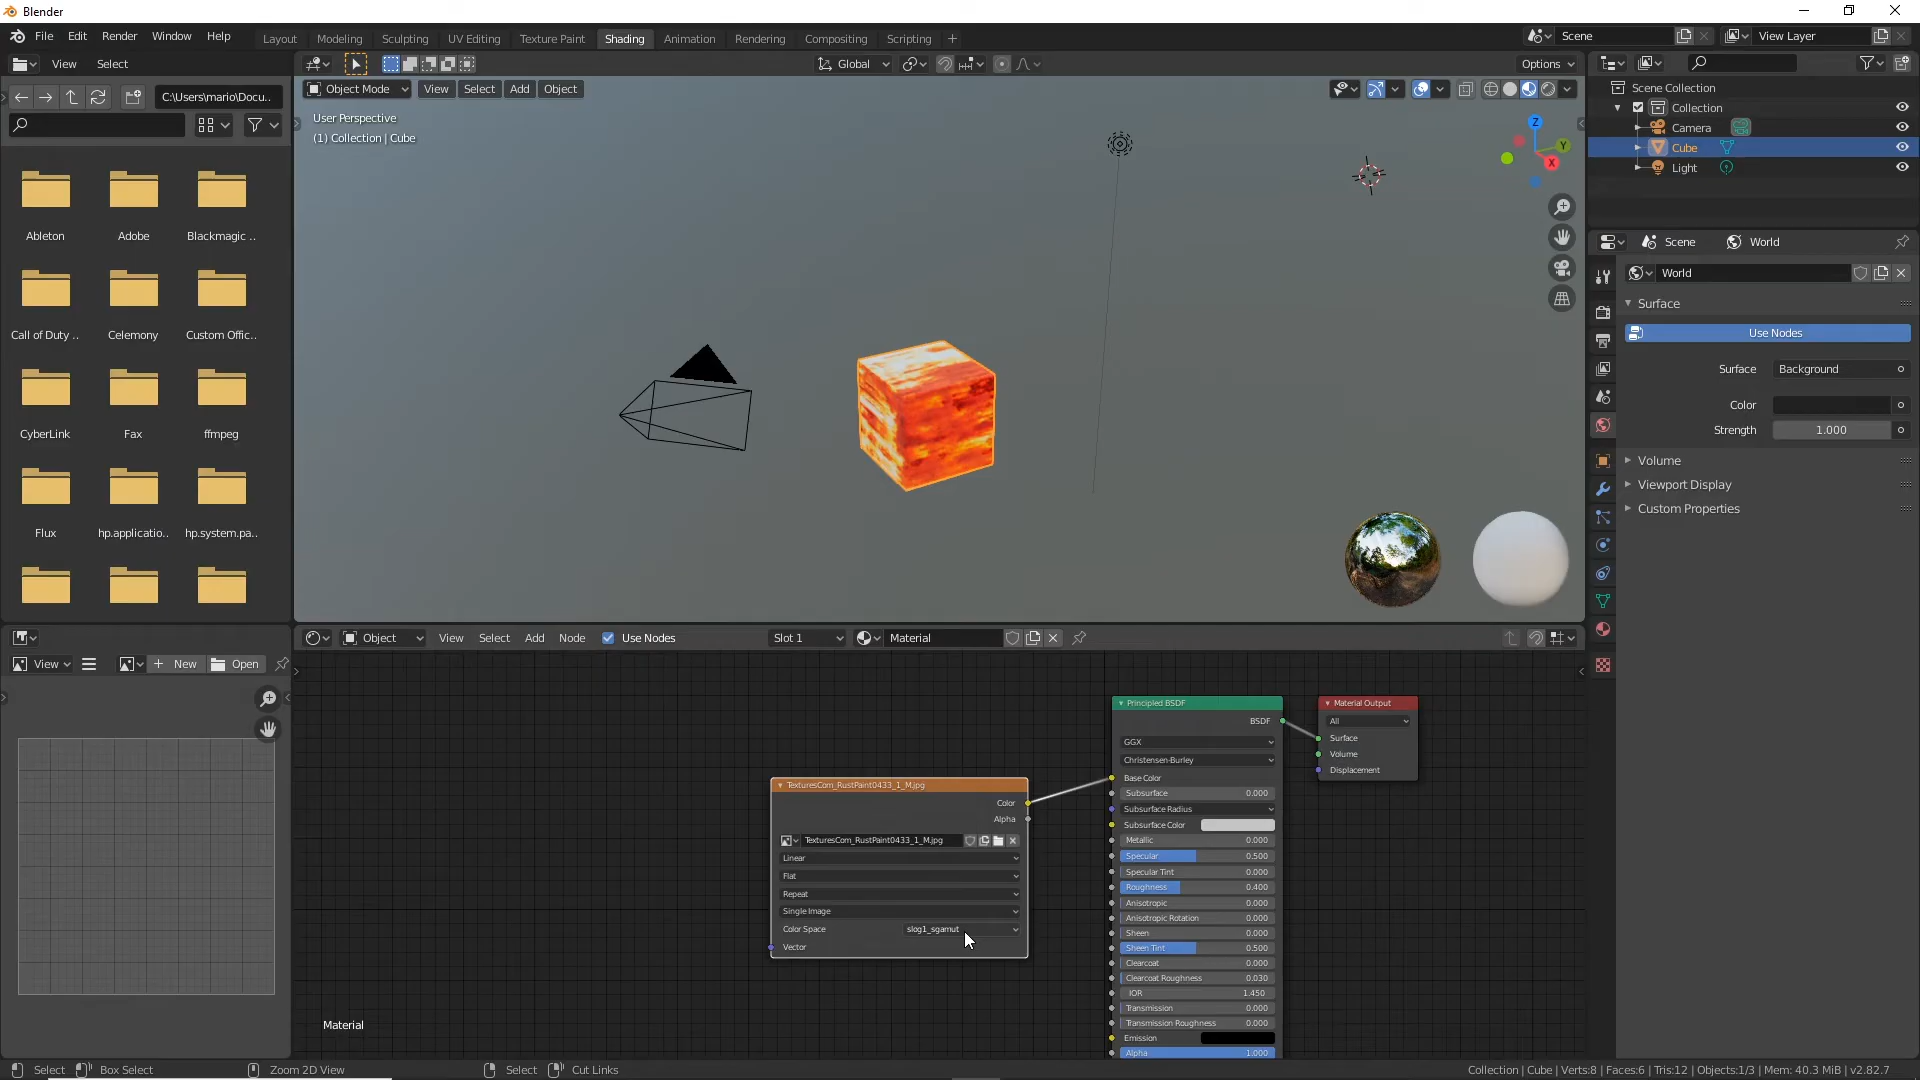 Blender
File Edit Render Window Help
Layout Modeling Sculpting UV Editing Texture Paint Shading Animation Rendering Compositing Scripting
Scene
View Layer
View Select
Global
Options
C:\Users\mario\Docu..
Object Mode View Select Add Object
User Perspective
(1) Collection | Cube
Z
Y
X
Scene Collection
Collection
Camera
Cube
Light
Scene World
World
Surface
Use Nodes
Surface Background
Color
Strength 1.000
Volume
Viewport Display
Custom Properties
Ableton Adobe Blackmagic ..
Call of Duty .. Celemony Custom Offic..
CyberLink Fax ffmpeg
Flux hp.applicatio.. hp.system.pa..
View New Open
Object View Select Add Node Use Nodes Slot 1 Material
TexturesCom_RustPaint0433_1_M.jpg
Color
Alpha
TexturesCom_RustPaint0433_1_M.jpg
Linear
Flat
Repeat
Single Image
Color Space slog1_sgamut
Vector
Principled BSDF
BSDF
GGX
Christensen-Burley
Base Color
Subsurface 0.000
Subsurface Radius
Subsurface Color
Metallic 0.000
Specular 0.500
Specular Tint 0.000
Roughness 0.400
Anisotropic 0.000
Anisotropic Rotation 0.000
Sheen 0.000
Sheen Tint 0.500
Clearcoat 0.000
Clearcoat Roughness 0.030
IOR 1.450
Transmission 0.000
Transmission Roughness 0.000
Emission
Alpha 1.000
Material Output
All
Surface
Volume
Displacement
Material
Select Box Select Zoom 2D View Select Cut Links
Collection | Cube | Verts:8 | Faces:6 | Tris:12 | Objects:1/3 | Mem: 40.3 MiB | v2.82.7